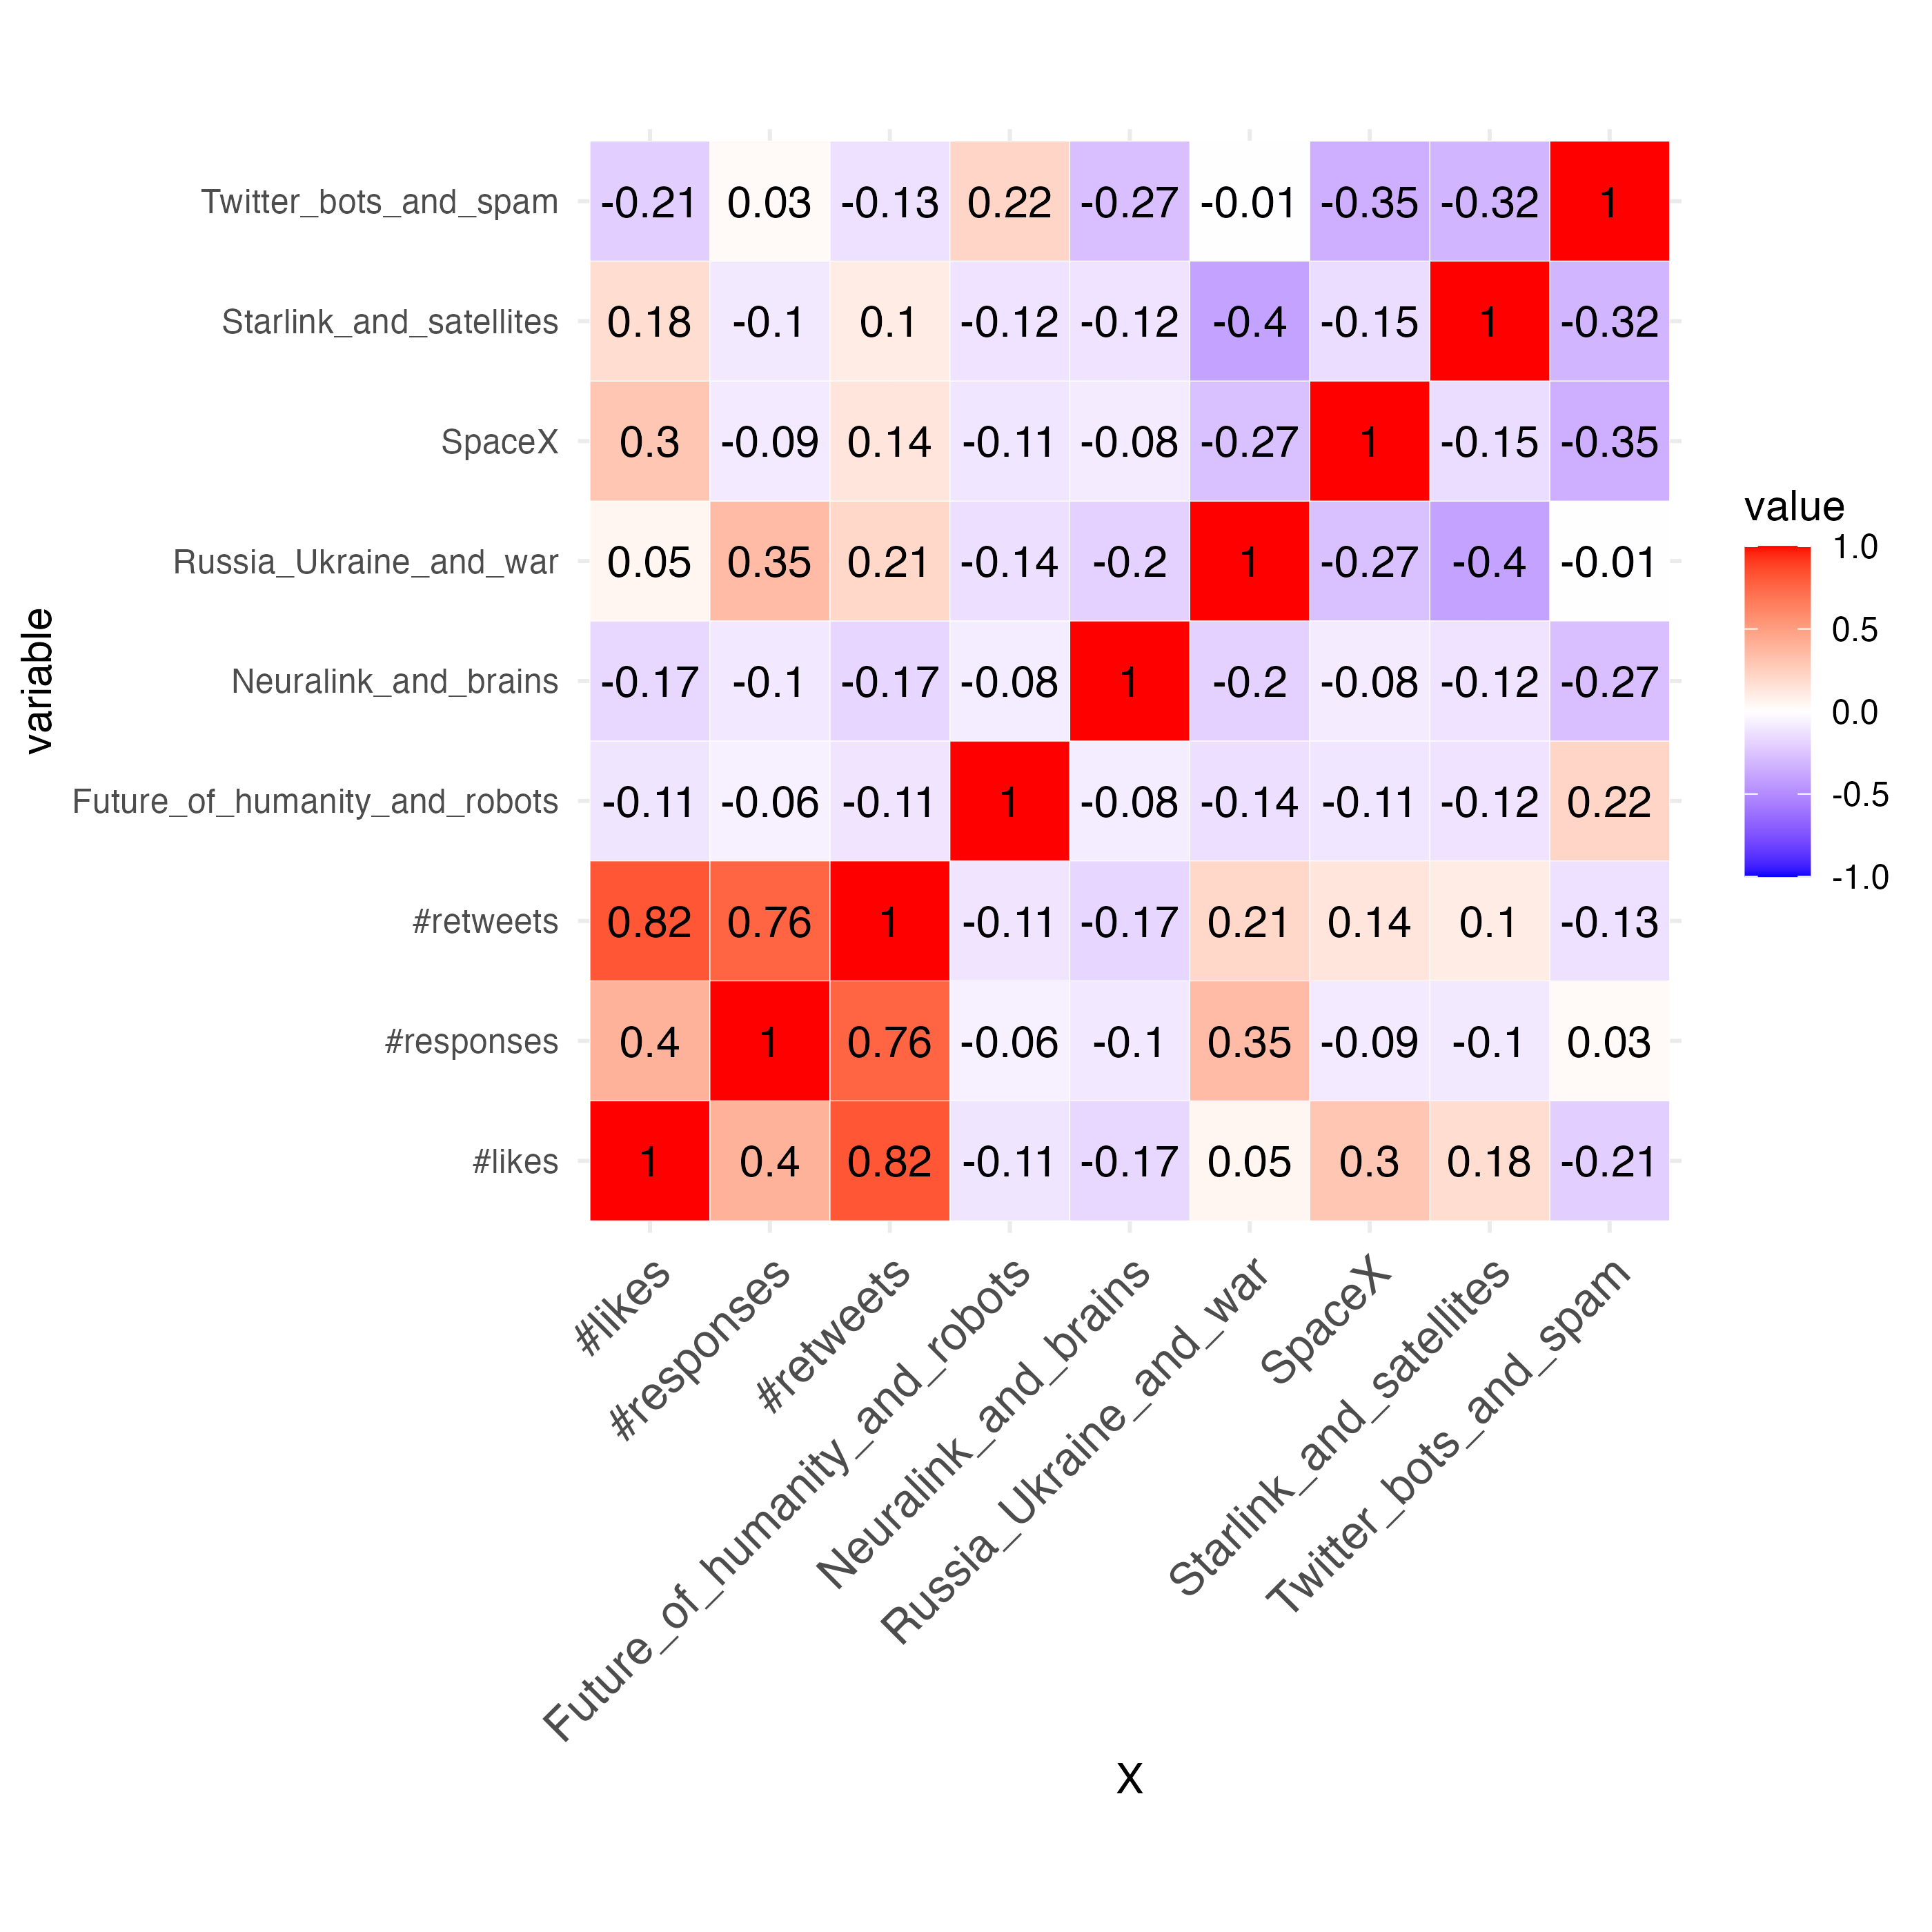 Twitter_bots_and_spam -0.21 0.03 -0.13 0.22 -0.27 -0.01 -0.35 -0.32 1
Starlink_and_satellites 0.18 -0.1 0.1 -0.12 -0.12 -0.4 -0.15 1 -0.32
SpaceX 0.3 -0.09 0.14 -0.11 -0.08 -0.27 1 -0.15 -0.35
Russia_Ukraine_and_war 0.05 0.35 0.21 -0.14 -0.2 1 -0.27 -0.4 -0.01
Neuralink_and_brains -0.17 -0.1 -0.17 -0.08 1 -0.2 -0.08 -0.12 -0.27
Future_of_humanity_and_robots -0.11 -0.06 -0.11 1 -0.08 -0.14 -0.11 -0.12 0.22
#retweets 0.82 0.76 1 -0.11 -0.17 0.21 0.14 0.1 -0.13
#responses 0.4 1 0.76 -0.06 -0.1 0.35 -0.09 -0.1 0.03
#likes 1 0.4 0.82 -0.11 -0.17 0.05 0.3 0.18 -0.21
variable
#likes
#responses
#retweets
Future_of_humanity_and_robots
Neuralink_and_brains
Russia_Ukraine_and_war
SpaceX
Starlink_and_satellites
Twitter_bots_and_spam
X
value
1.0
0.5
0.0
-0.5
-1.0